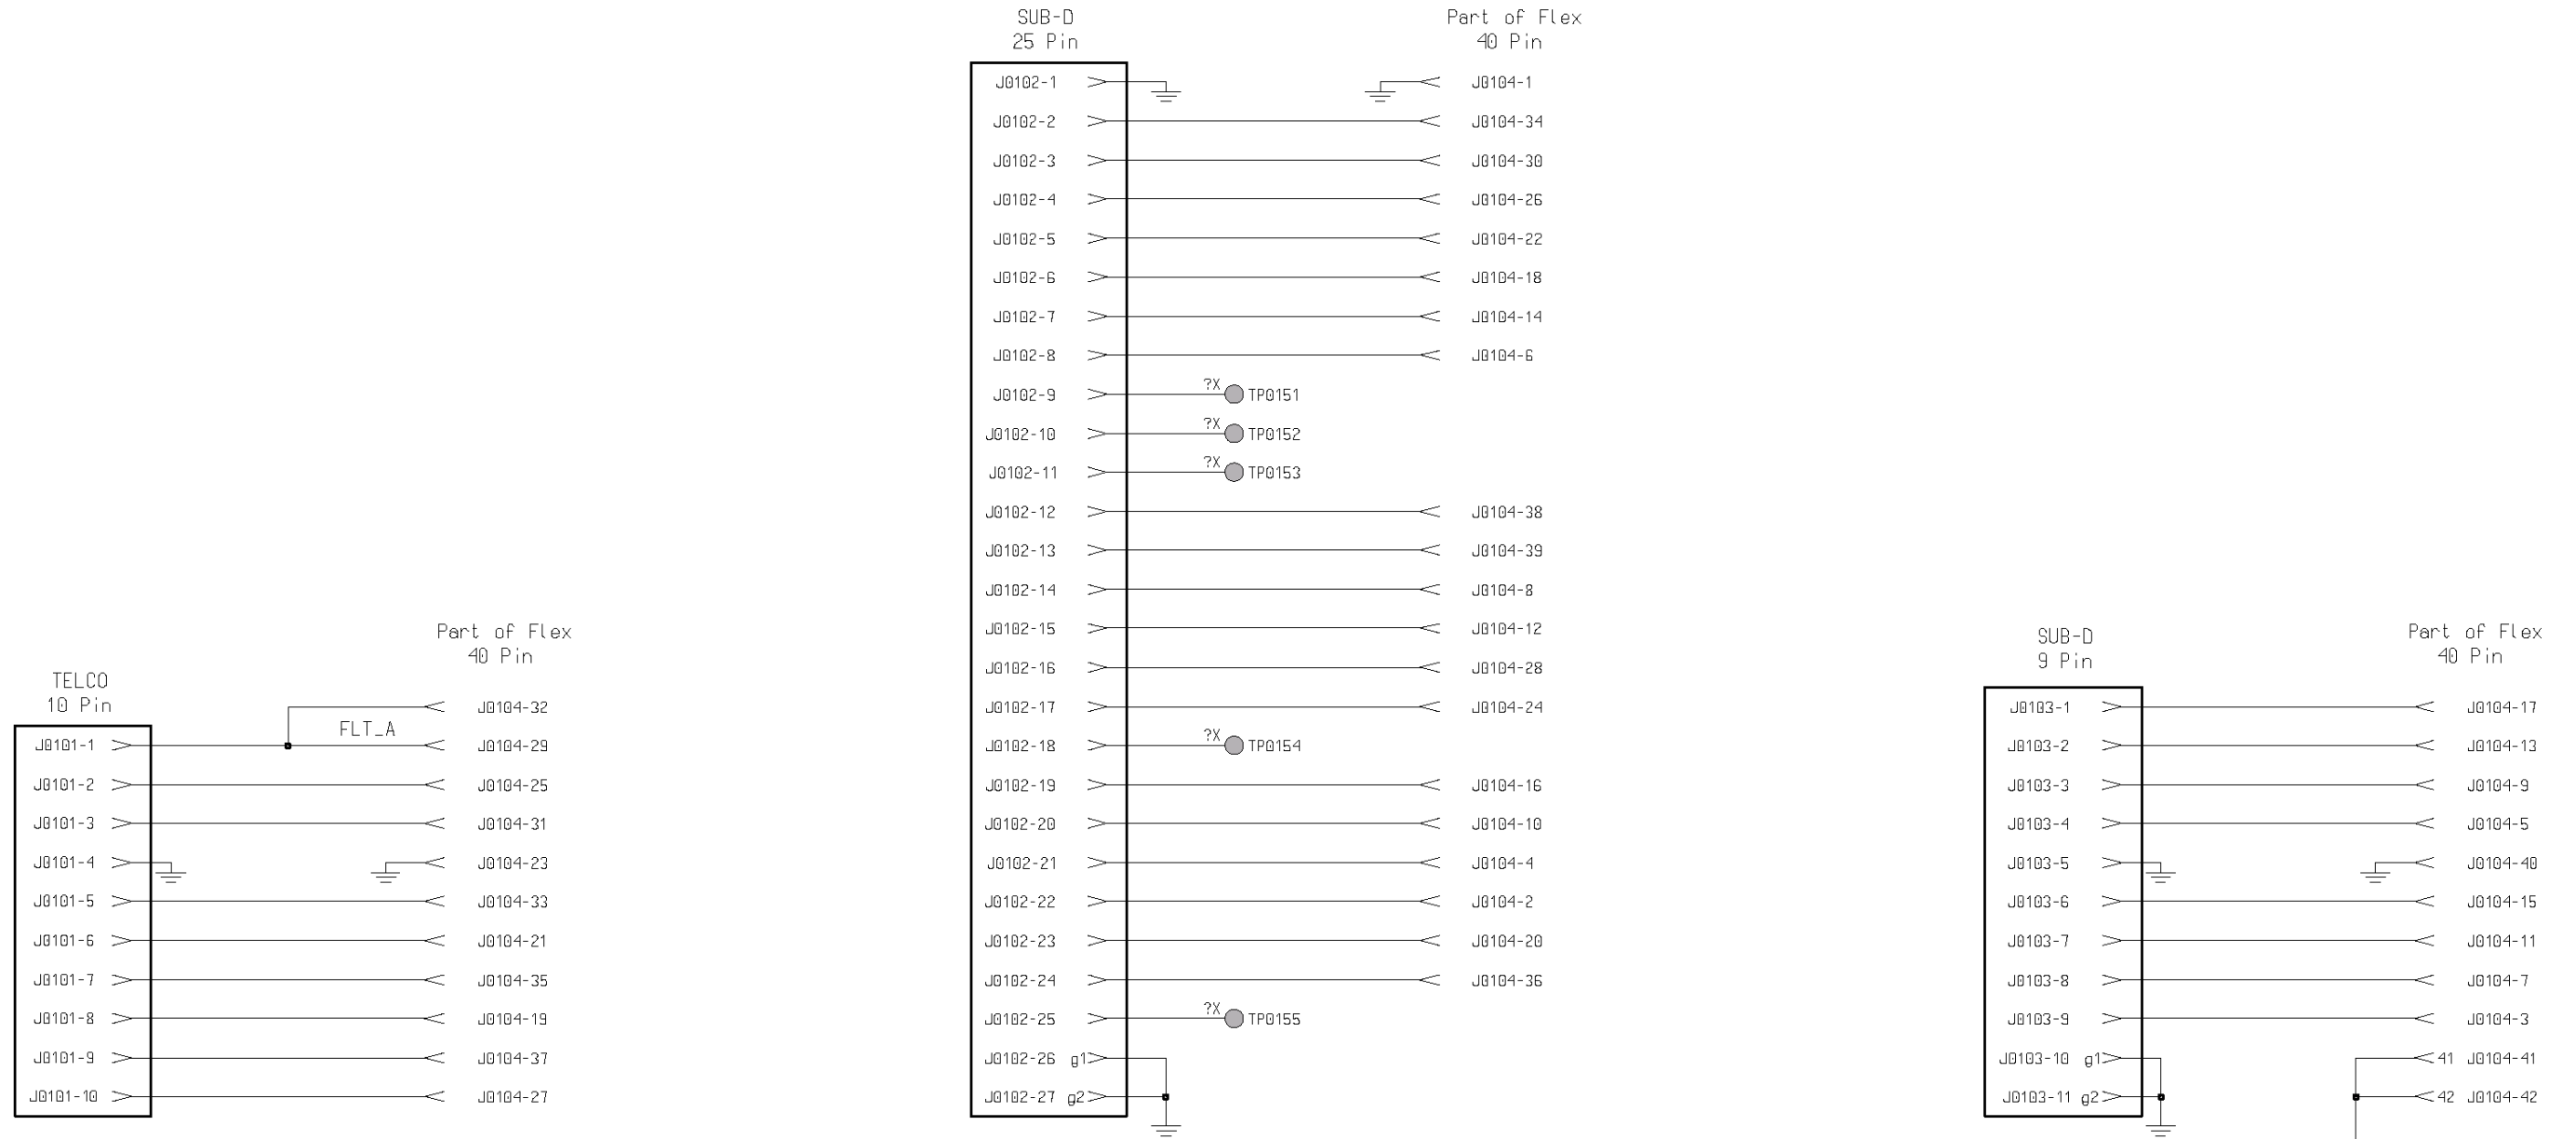 SUB-D
25 Pin
Part of Flex
40 Pin
J0102-1 J0104-1
J0102-2 J0104-34
J0102-3 J0104-30
J0102-4 J0104-26
J0102-5 J0104-22
J0102-6 J0104-18
J0102-7 J0104-14
J0102-8 J0104-6
J0102-9 ?X TP0151
J0102-10 ?X TP0152
J0102-11 ?X TP0153
J0102-12 J0104-38
J0102-13 J0104-39
J0102-14 J0104-8
J0102-15 J0104-12
J0102-16 J0104-28
J0102-17 J0104-24
J0102-18 ?X TP0154
J0102-19 J0104-16
J0102-20 J0104-10
J0102-21 J0104-4
J0102-22 J0104-2
J0102-23 J0104-20
J0102-24 J0104-36
J0102-25 ?X TP0155
J0102-26 g1
J0102-27 g2
TELCO
10 Pin
Part of Flex
40 Pin
J0104-32
FLT_A
J0101-1 J0104-29
J0101-2 J0104-25
J0101-3 J0104-31
J0101-4 J0104-23
J0101-5 J0104-33
J0101-6 J0104-21
J0101-7 J0104-35
J0101-8 J0104-19
J0101-9 J0104-37
J0101-10 J0104-27
SUB-D
9 Pin
Part of Flex
40 Pin
J0103-1 J0104-17
J0103-2 J0104-13
J0103-3 J0104-9
J0103-4 J0104-5
J0103-5 J0104-40
J0103-6 J0104-15
J0103-7 J0104-11
J0103-8 J0104-7
J0103-9 J0104-3
J0103-10 g1 41 J0104-41
J0103-11 g2 42 J0104-42